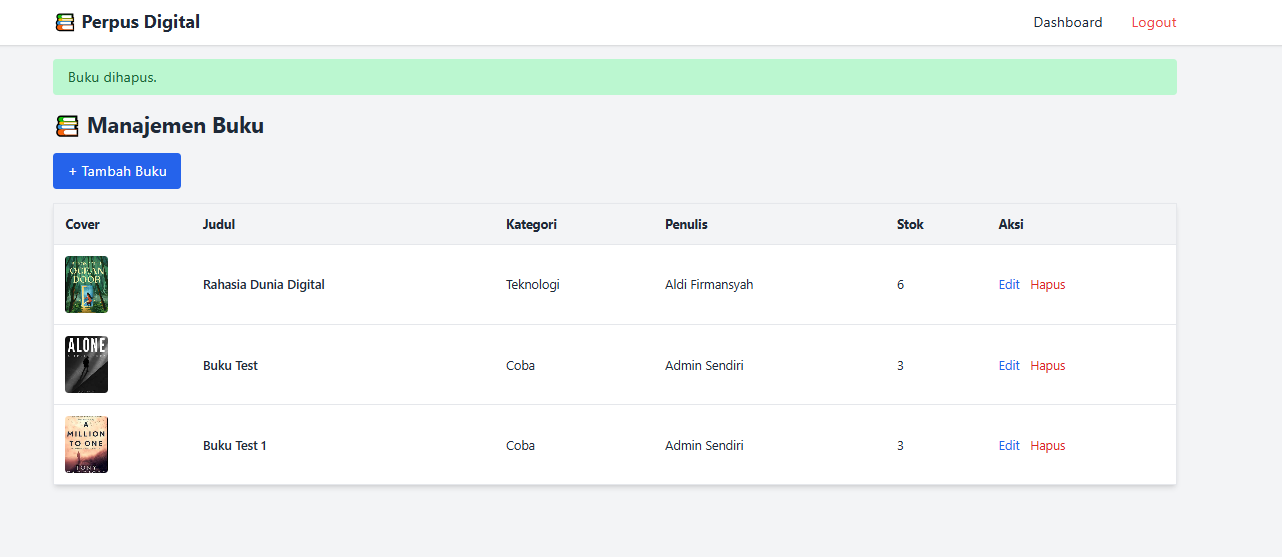 Perpus Digital
Dashboard
Logout
Buku dihapus.
Manajemen Buku
+ Tambah Buku
Cover Judul Kategori Penulis Stok Aksi
OCEAN
DOOR
Rahasia Dunia Digital Teknologi Aldi Firmansyah 6 Edit Hapus
ALONE
Buku Test Coba Admin Sendiri 3 Edit Hapus
A
MILLION
TO ONE
TONY
Buku Test 1 Coba Admin Sendiri 3 Edit Hapus